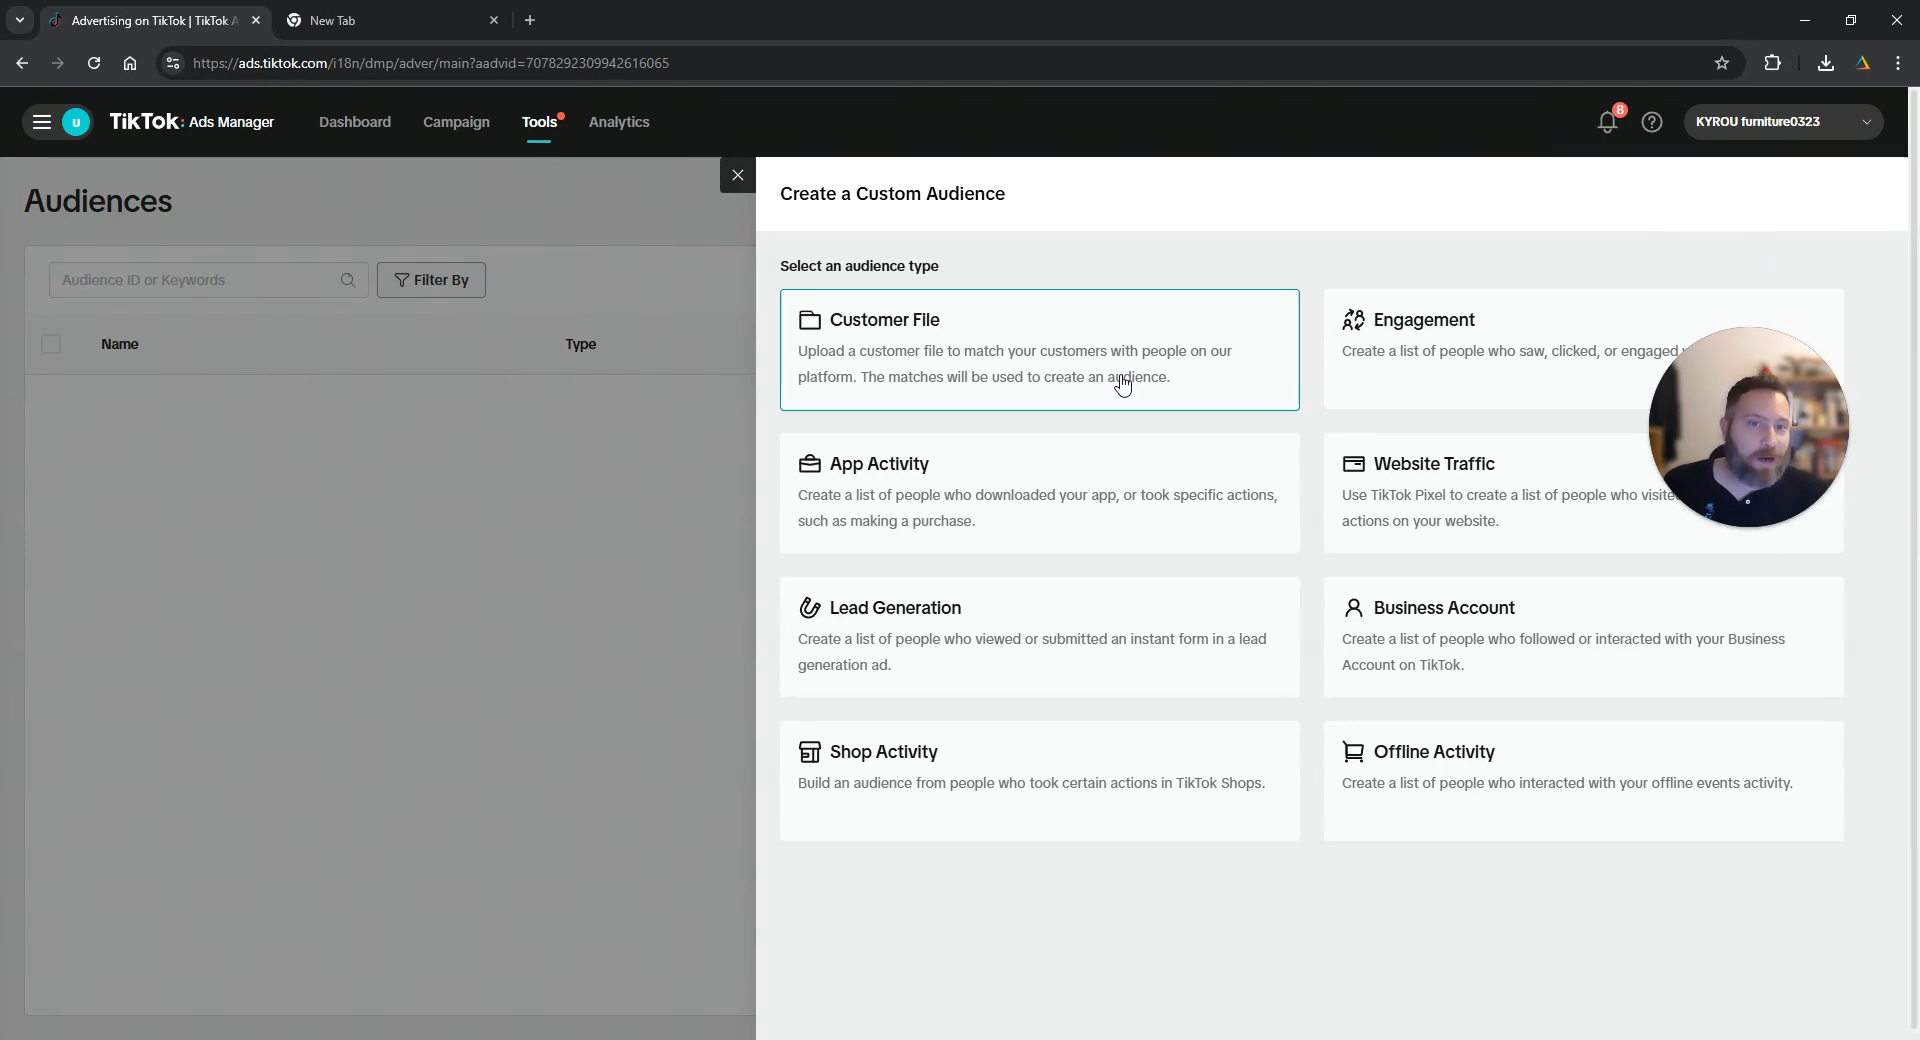 Advertising on TikTok | TikTok A
New Tab
https://ads.tiktok.com/i18n/dmp/adver/main?aadvid=7078292309942616065
U
TikTok: Ads Manager
Dashboard
Campaign
Tools
Analytics
8
KYROU furniture0323
Audiences
Create a Custom Audience
Audience ID or Keywords
Filter By
Select an audience type
Name
Type
Customer File
Upload a customer file to match your customers with people on our
platform. The matches will be used to create an audience.
Engagement
Create a list of people who saw, clicked, or engaged
App Activity
Create a list of people who downloaded your app, or took specific actions,
such as making a purchase.
Website Traffic
Use TikTok Pixel to create a list of people who visite
actions on your website.
Lead Generation
Create a list of people who viewed or submitted an instant form in a lead
generation ad.
Business Account
Create a list of people who followed or interacted with your Business
Account on TikTok.
Shop Activity
Build an audience from people who took certain actions in TikTok Shops.
Offline Activity
Create a list of people who interacted with your offline events activity.